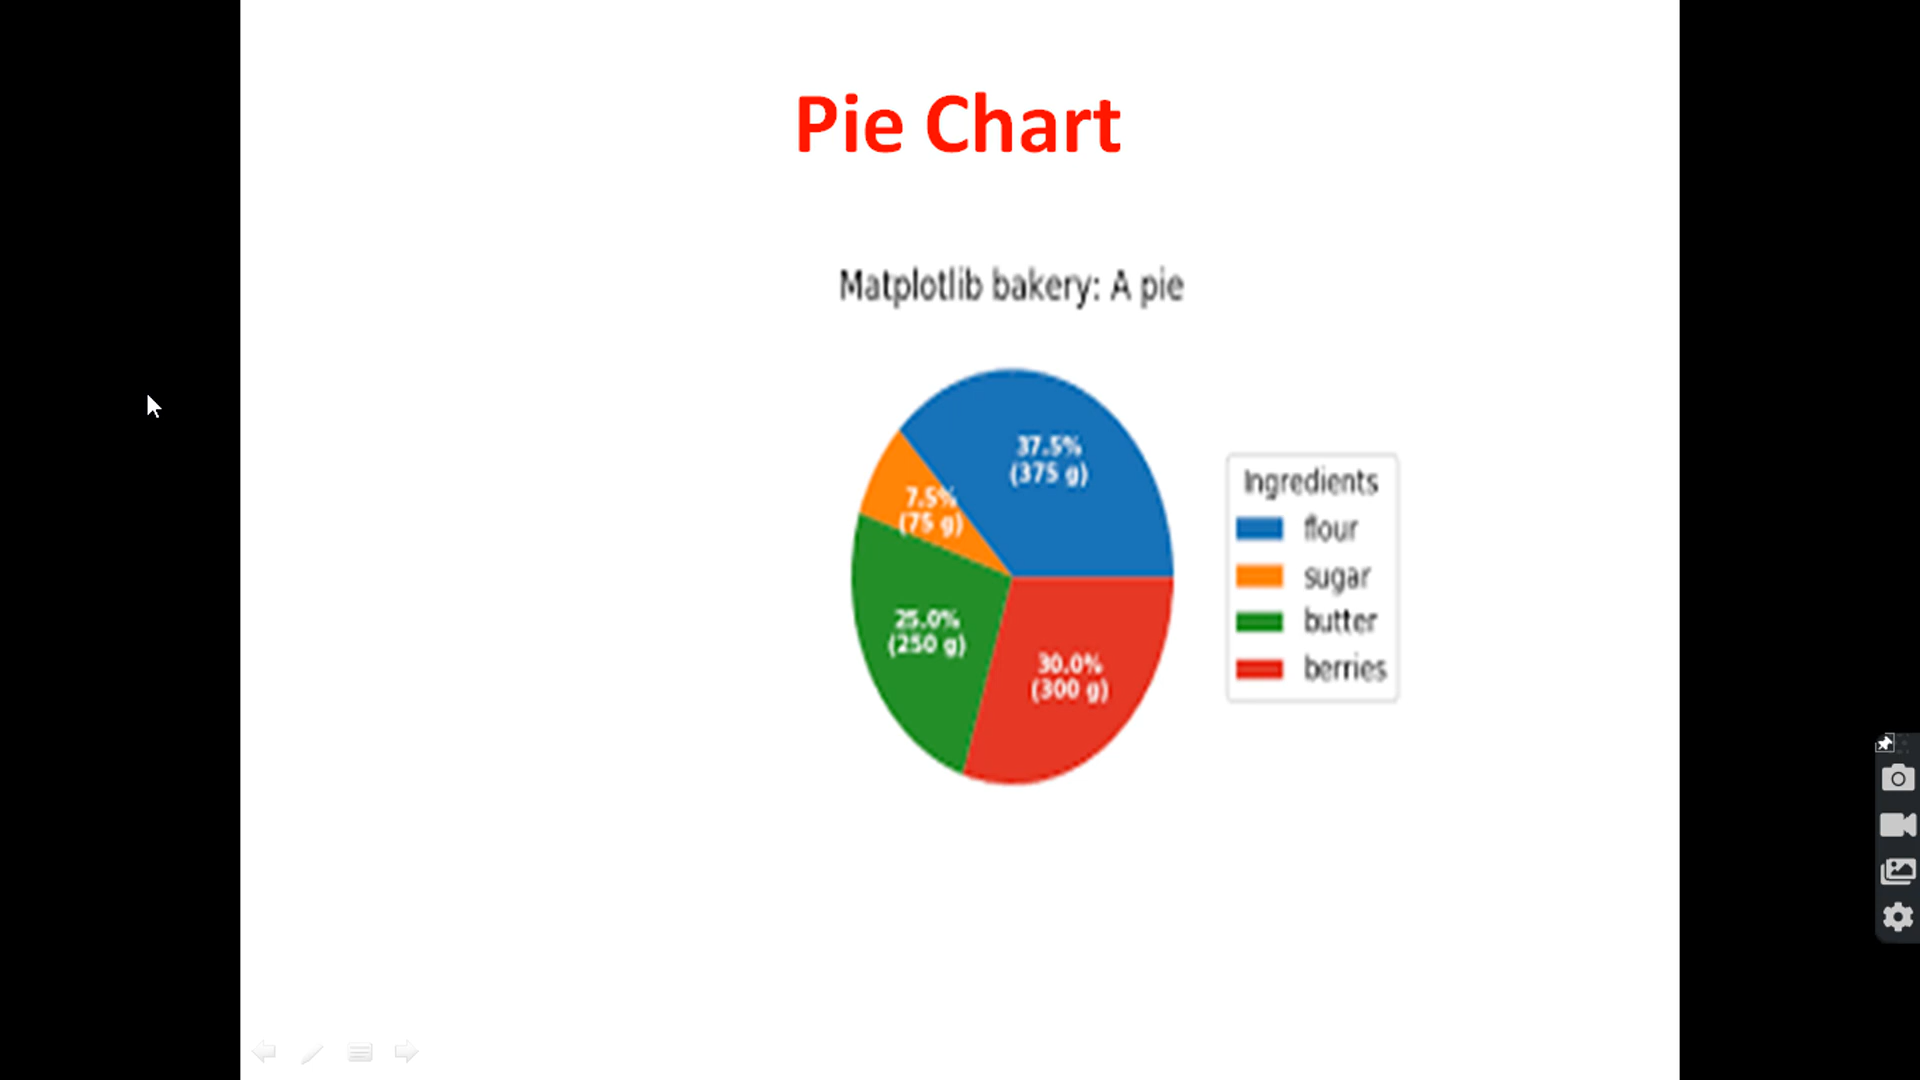 Pie Chart
Matplotlib bakery: A pie
37.5%
(375 g)
7.5%
(75 g)
25.0%
(250 g)
30.0%
(300 g)
Ingredients
flour
sugar
butter
berries